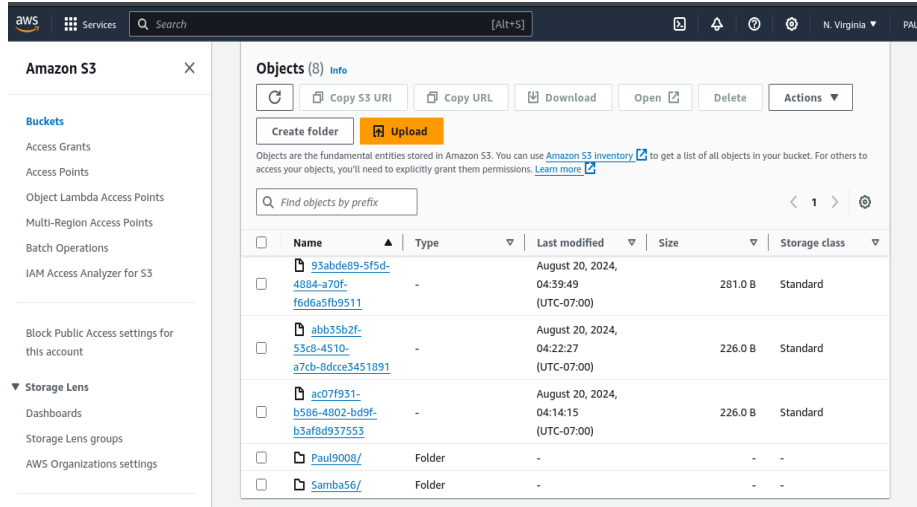 aws Services Search [Alt+S] N. Virginia ▼ PAU
Amazon S3
Buckets
Access Grants
Access Points
Object Lambda Access Points
Multi-Region Access Points
Batch Operations
IAM Access Analyzer for S3
Block Public Access settings for
this account
▼ Storage Lens
Dashboards
Storage Lens groups
AWS Organizations settings
Objects (8) Info
Copy S3 URI Copy URL Download Open Delete Actions ▼
Create folder Upload
Objects are the fundamental entities stored in Amazon S3. You can use Amazon S3 inventory to get a list of all objects in your bucket. For others to
access your objects, you'll need to explicitly grant them permissions. Learn more
Find objects by prefix 1
Name Type Last modified Size Storage class
93abde89-5f5d- August 20, 2024,
4884-a70f- - 04:39:49 281.0 B Standard
f6d6a5fb9511 (UTC-07:00)
abb35b2f- August 20, 2024,
53c8-4510- - 04:22:27 226.0 B Standard
a7cb-8dcce3451891 (UTC-07:00)
ac07f931- August 20, 2024,
b586-4802-bd9f- - 04:14:15 226.0 B Standard
b3af8d937553 (UTC-07:00)
Paul9008/ Folder - - -
Samba56/ Folder - - -